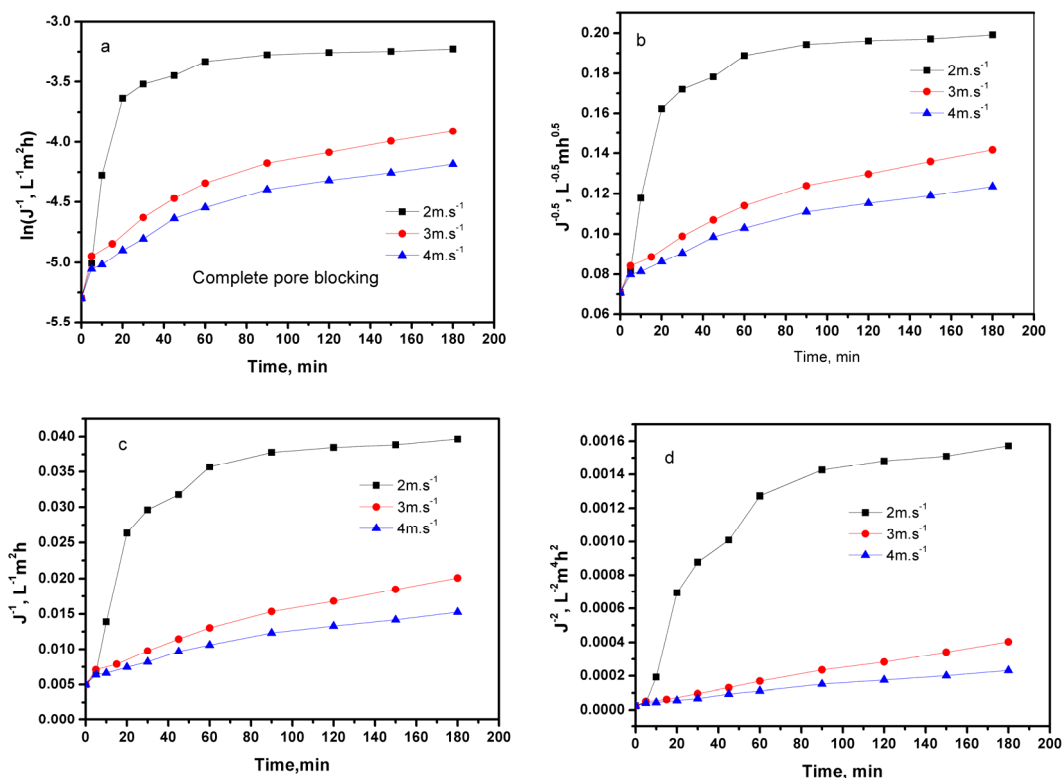 a
-3.0
-3.5
-4.0
-4.5
-5.0
-5.5
ln(J⁻¹, L⁻¹m²h)
2m.s⁻¹
3m.s⁻¹
4m.s⁻¹
Complete pore blocking
0 20 40 60 80 100 120 140 160 180 200
Time, min
b
0.20
0.18
0.16
0.14
0.12
0.10
0.08
0.06
J⁻⁰·⁵, L⁻⁰·⁵mh⁰·⁵
2m.s⁻¹
3m.s⁻¹
4m.s⁻¹
0 20 40 60 80 100 120 140 160 180 200
Time, min
c
0.040
0.035
0.030
0.025
0.020
0.015
0.010
0.005
0.000
J⁻¹, L⁻¹m²h
2m.s⁻¹
3m.s⁻¹
4m.s⁻¹
0 20 40 60 80 100 120 140 160 180 200
Time,min
d
0.0016
0.0014
0.0012
0.0010
0.0008
0.0006
0.0004
0.0002
0.0000
J⁻², L⁻²m⁴h²
2m.s⁻¹
3m.s⁻¹
4m.s⁻¹
0 20 40 60 80 100 120 140 160 180 200
Time, min